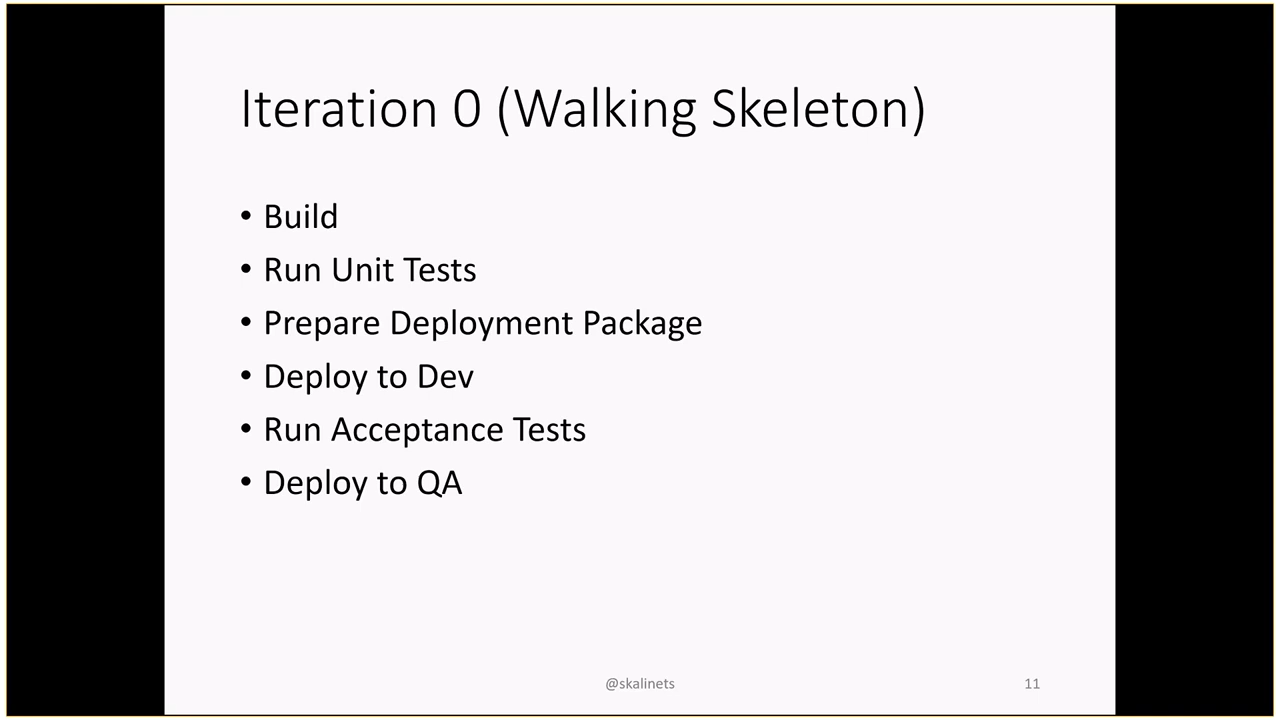 Iteration 0 (Walking Skeleton)
• Build
• Run Unit Tests
• Prepare Deployment Package
• Deploy to Dev
• Run Acceptance Tests
• Deploy to QA
@skalinets
11